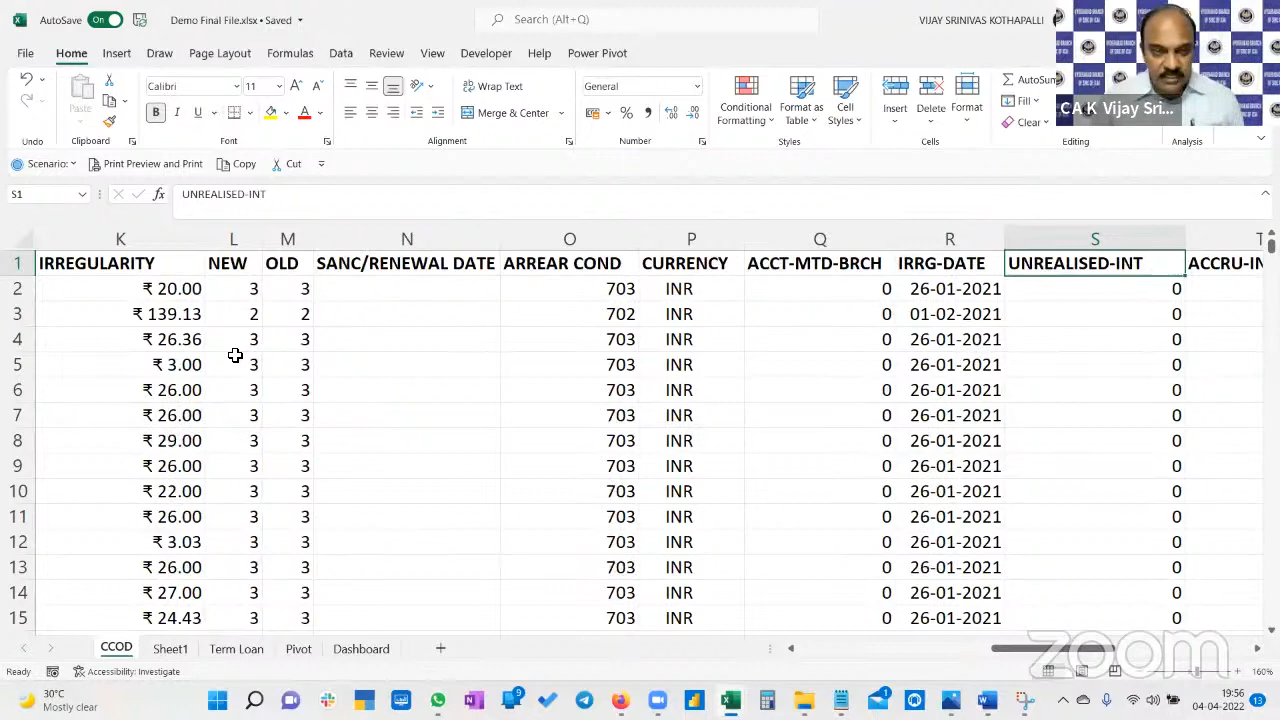 AutoSave On Demo Final File.xlsx • Saved Search (Alt+Q) VIJAY SRINIVAS KOTHAPALLI
File Home Insert Draw Page Layout Formulas Data Review View Developer Power Pivot
Paste Calibri 11 Wrap Text General Conditional Formatting Format as Table Cell Styles Insert Delete Format AutoSum
B I U A Merge & Center % Fill
Clear
Undo Clipboard Font Alignment Number Styles Cells Editing Analysis
C A K Vijay Sri...
Scenario: Print Preview and Print Copy Cut
S1 fx UNREALISED-INT
K L M N O P Q R S T
1 IRREGULARITY NEW OLD SANC/RENEWAL DATE ARREAR COND CURRENCY ACCT-MTD-BRCH IRRG-DATE UNREALISED-INT ACCRU-IN
2 ₹ 20.00 3 3 703 INR 0 26-01-2021 0
3 ₹ 139.13 2 2 702 INR 0 01-02-2021 0
4 ₹ 26.36 3 3 703 INR 0 26-01-2021 0
5 ₹ 3.00 3 3 703 INR 0 26-01-2021 0
6 ₹ 26.00 3 3 703 INR 0 26-01-2021 0
7 ₹ 26.00 3 3 703 INR 0 26-01-2021 0
8 ₹ 29.00 3 3 703 INR 0 26-01-2021 0
9 ₹ 26.00 3 3 703 INR 0 26-01-2021 0
10 ₹ 22.00 3 3 703 INR 0 26-01-2021 0
11 ₹ 26.00 3 3 703 INR 0 26-01-2021 0
12 ₹ 3.03 3 3 703 INR 0 26-01-2021 0
13 ₹ 26.00 3 3 703 INR 0 26-01-2021 0
14 ₹ 27.00 3 3 703 INR 0 26-01-2021 0
15 ₹ 24.43 3 3 703 INR 0 26-01-2021 0
CCOD Sheet1 Term Loan Pivot Dashboard
zoom
Ready Accessibility: Investigate 160%
30°C
Mostly clear
19:56
04-04-2022
13